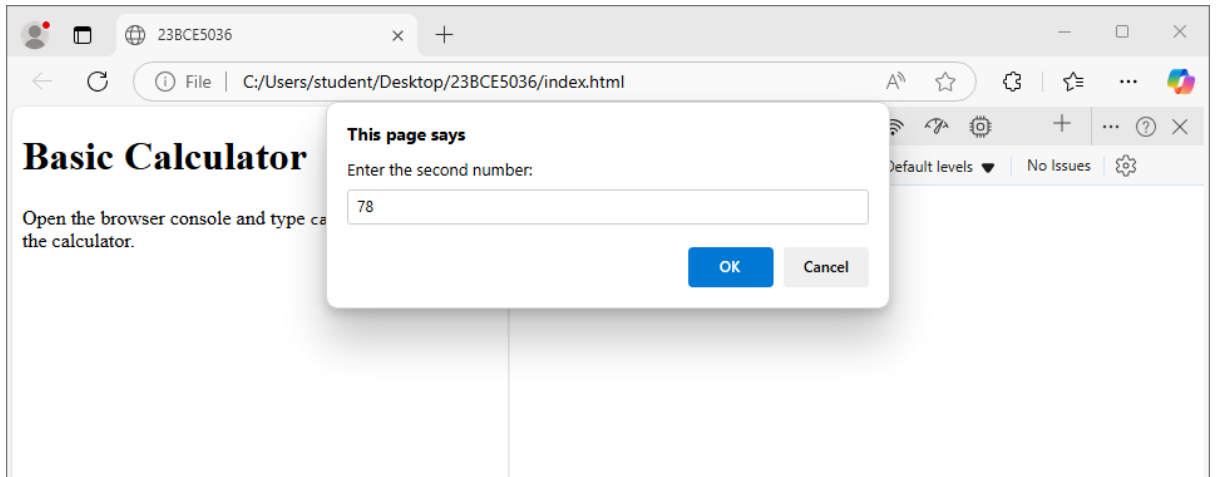 23BCE5036
File | C:/Users/student/Desktop/23BCE5036/index.html
This page says
Enter the second number:
78
OK Cancel
Basic Calculator
Open the browser console and type
the calculator.
Default levels No Issues